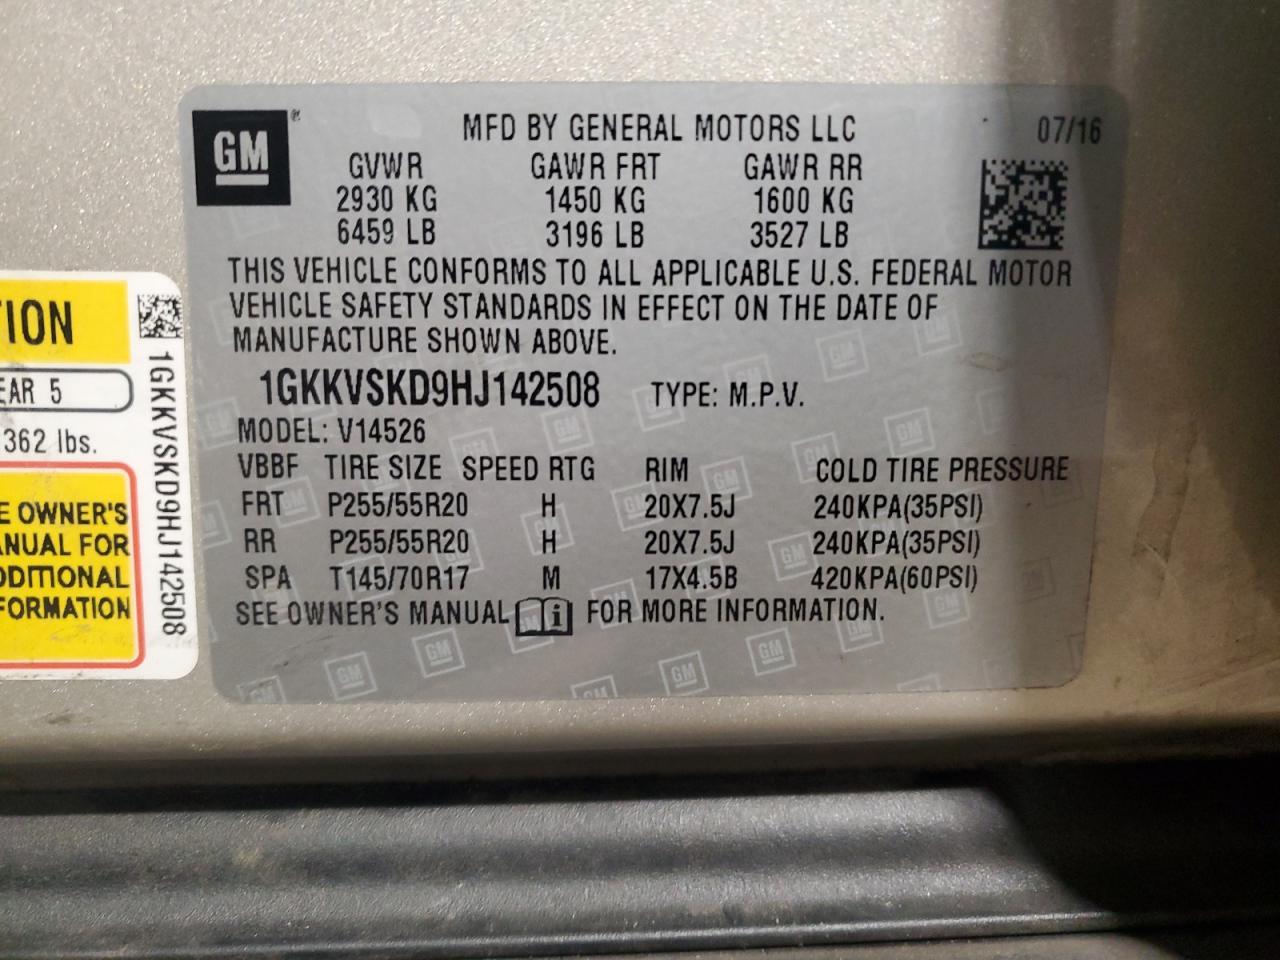 GM®
MFD BY GENERAL MOTORS LLC 07/16
GVWR GAWR FRT GAWR RR
2930 KG 1450 KG 1600 KG
6459 LB 3196 LB 3527 LB
THIS VEHICLE CONFORMS TO ALL APPLICABLE U.S. FEDERAL MOTOR
VEHICLE SAFETY STANDARDS IN EFFECT ON THE DATE OF
MANUFACTURE SHOWN ABOVE.
1GKKVSKD9HJ142508 TYPE: M.P.V.
MODEL: V14526
VBBF TIRE SIZE SPEED RTG RIM COLD TIRE PRESSURE
FRT P255/55R20 H 20X7.5J 240KPA(35PSI)
RR P255/55R20 H 20X7.5J 240KPA(35PSI)
SPA T145/70R17 M 17X4.5B 420KPA(60PSI)
SEE OWNER'S MANUAL i FOR MORE INFORMATION.
TION
EAR 5
362 lbs.
E OWNER'S
ANUAL FOR
DDITIONAL
FORMATION
1GKKVSKD9HJ142508